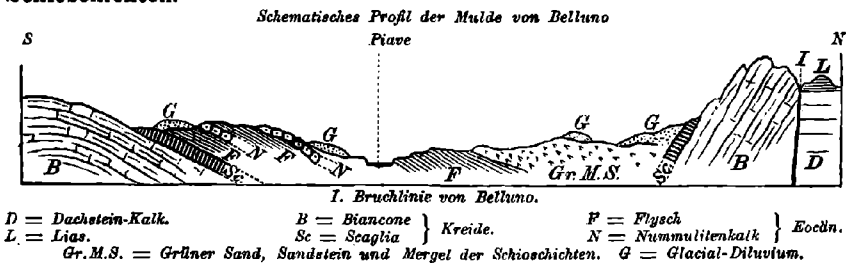 Schioschichten.
Schematisches Profil der Mulde von Belluno
S Piave N
I L
G G G G
B F N F N Sc F Gr. M. S. Sc B D
I. Bruchlinie von Belluno.
D = Dachstein-Kalk. B = Biancone } Kreide. F = Flysch } Eocän.
L = Lias. Sc = Scaglia N = Nummulitenkalk
Gr. M. S. = Grüner Sand, Sandstein und Mergel der Schioschichten. G = Glacial-Diluvium.